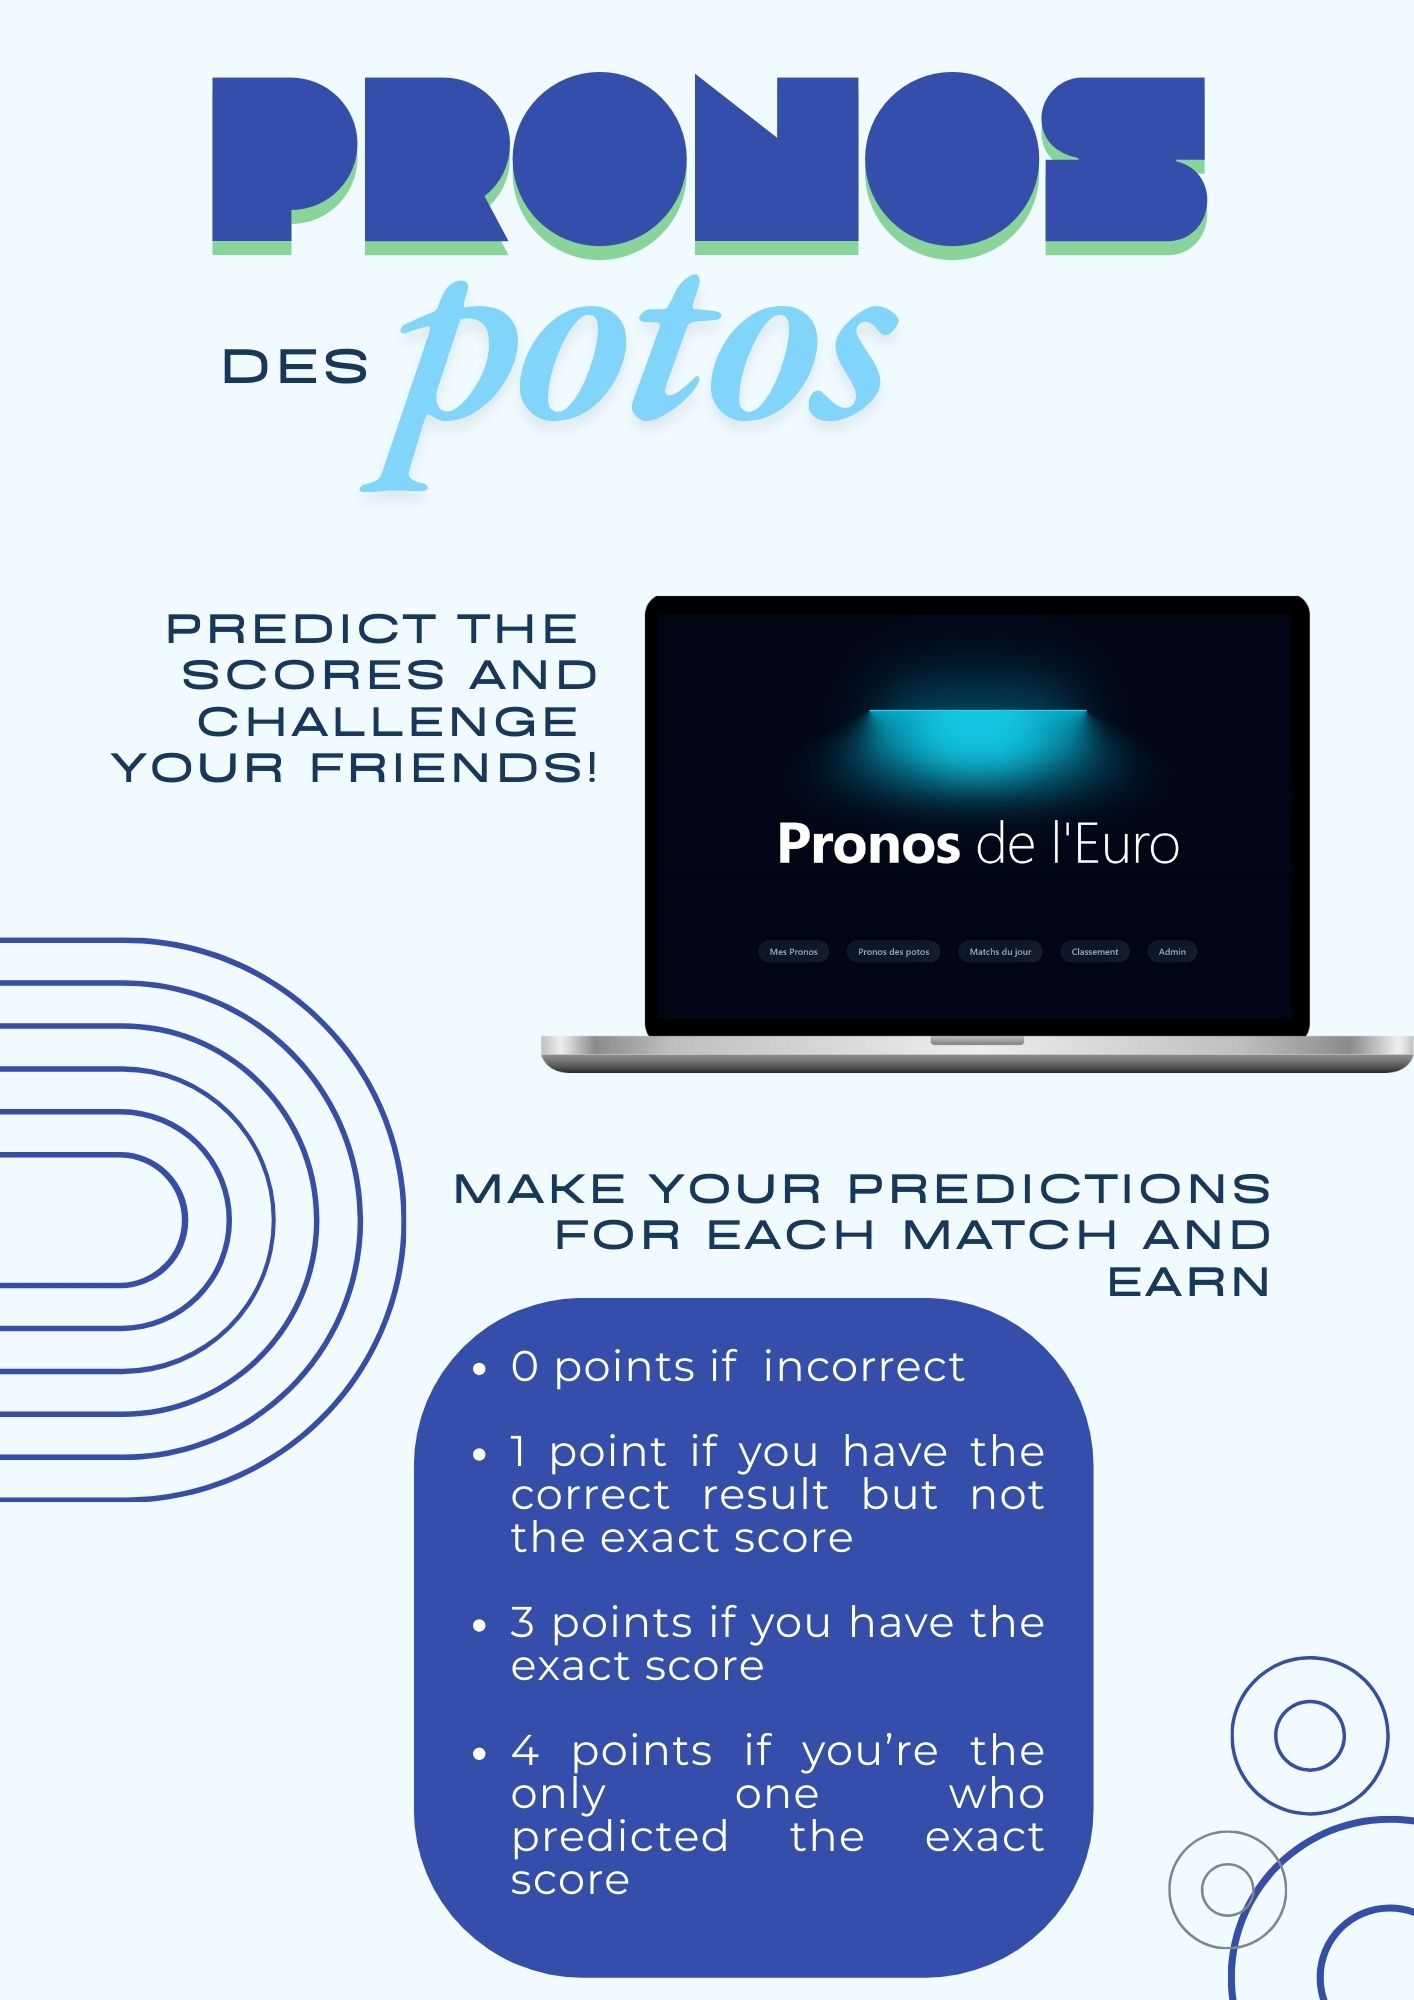 PRONOS
DES potos
PREDICT THE
SCORES AND
CHALLENGE
YOUR FRIENDS!
Pronos de l'Euro
Mes Pronos Pronos des potos Matchs du jour Classement Admin
MAKE YOUR PREDICTIONS
FOR EACH MATCH AND
EARN
• 0 points if incorrect
• 1 point if you have the
correct result but not
the exact score
• 3 points if you have the
exact score
• 4 points if you’re the
only one who
predicted the exact
score